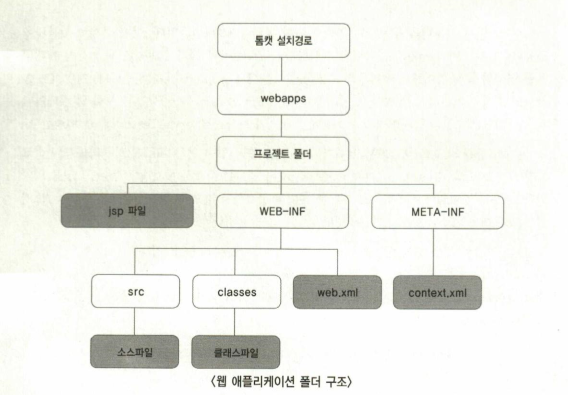 톰캣 설치경로
webapps
프로젝트 폴더
jsp 파일
WEB-INF
META-INF
src
classes
web.xml
context.xml
소스파일
클래스파일
〈웹 애플리케이션 폴더 구조〉